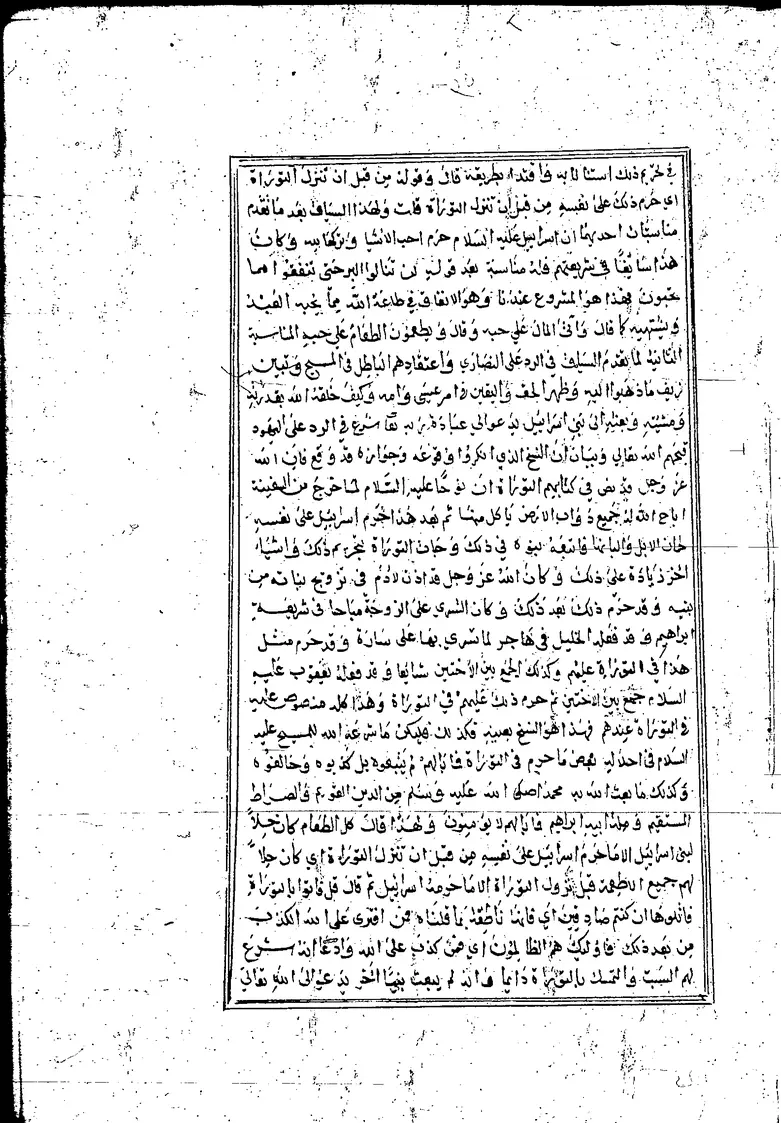 في تحريم ذلك استنانا به واقتداء بطريقه قال وقوله من قبل ان تنزل التوراة
اي حرم ذلك على نفسه من قبل ان تنزل التوراة قلت ولهذا السياق بعد ما تقدم
مناسبتان احديهما ان اسرائيل عليه السلام حرم احب الاشيا وتركها لله وكان
هذا سايغا في شريعتهم فله مناسبة بعد قوله لن تنالوا البر حتى تنفقوا مما
تحبون فهذا هو المشروع عندنا وهو الانفاق في طاعة الله مما يحبه العبد
ويشتهيه كما قال وآتى المال على حبه وقال ويطعمون الطعام على حبه المناسبة
الثانية لما تقدم السياق في الرد على النصارى واعتقادهم الباطل في المسيح وتبيان
زيف ما ذهبوا اليه وظهر الحق واليقين في امر عيسى وامه وكيف خلقه الله بقدرته
ومشيته وبعثه الى بني اسرائيل يدعو الى عبادة ربه تعا شرع في الرد على اليهود
قبحهم الله تعالى وبيان ان النسخ الذي انكروا وقوعه وجوازه قد وقع فان الله
عز وجل قد نص في كتابهم التوراة ان نوحا عليه السلام لما خرج من السفينة
اباح الله له جميع دواب الارض ياكل منها ثم بعد هذا حرم اسرائيل على نفسه
لحمان الابل والبانها فاتبعه بنوه في ذلك وجات التوراة بتحريم ذلك واشيا
اخر زيادة على ذلك وكان الله عز وجل قد اذن لادم في تزويج بناته من
بنيه وقد حرم ذلك بعد ذلك وكان التسري على الزوجة مباحا في شريعة
ابراهيم وقد فعله الخليل في هاجر لما تسري بها على سارة وقد حرم مثل
هذا في التوراة عليهم وكذلك الجمع بين الاختين شايعا وقد فعله يعقوب عليه
السلام جمع بين الاختين ثم حرم ذلك عليهم في التوراة وهذا كله منصوص عليه
في التوراة عندهم فهذا هو النسخ بعينه فكذلك فليكن ما شرعه الله للمسيح عليه
السلام في احلاله بعض ما حرم في التوراة فما بالهم لم يتبعوه بل كذبوه وخالفوه
وكذلك ما بعث الله به محمدا صلى الله عليه وسلم من الدين القويم والصراط
المستقيم وملة ابيه ابراهيم فما بالهم لا يومنون ولهذا قال كل الطعام كان حلا
لبني اسرائيل الا ما حرم اسرائيل على نفسه من قبل ان تنزل التوراة اي كان حلا
لهم جميع الاطعمة قبل نزول التوراة الا ما حرمه اسرائيل ثم قال قل فاتوا بالتوراة
فاتلوها ان كنتم صادقين اي فانها ناطقة بما قلناه فمن افترى على الله الكذب
من بعد ذلك فاوليك هم الظالمون اي فمن كذب على الله وادعا انه شرع
لهم السبت والتمسك بالتوراة دايما وانه لم يبعث نبيا اخر يدعو الى الله تعالى